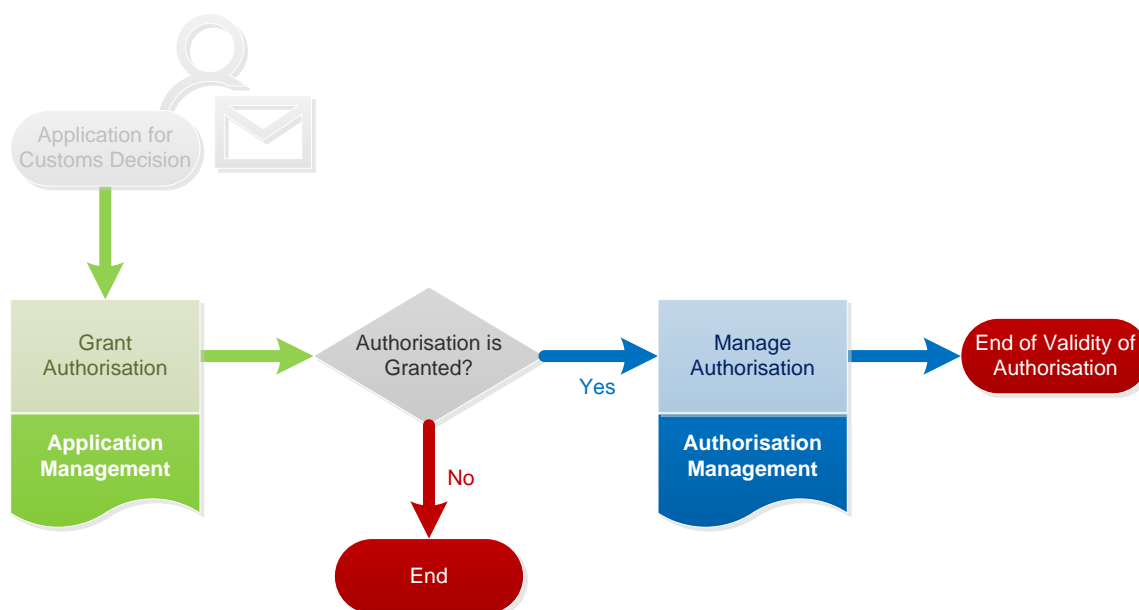 Application for
Customs Decision
Grant
Authorisation
Application
Management
Authorisation is
Granted?
Yes
No
End
Manage
Authorisation
Authorisation
Management
End of Validity of
Authorisation